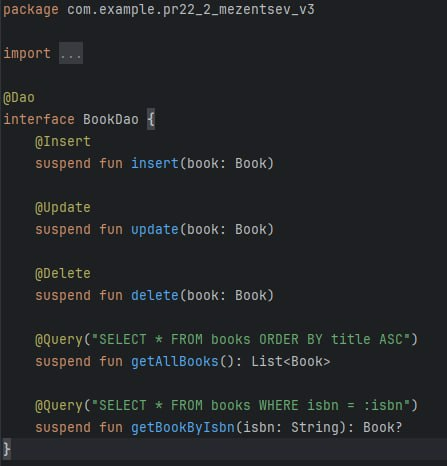 package com.example.pr22_2_mezentsev_v3
import ...
@Dao
interface BookDao {
@Insert
suspend fun insert(book: Book)
@Update
suspend fun update(book: Book)
@Delete
suspend fun delete(book: Book)
@Query("SELECT * FROM books ORDER BY title ASC")
suspend fun getAllBooks(): List<Book>
@Query("SELECT * FROM books WHERE isbn = :isbn")
suspend fun getBookByIsbn(isbn: String): Book?
}